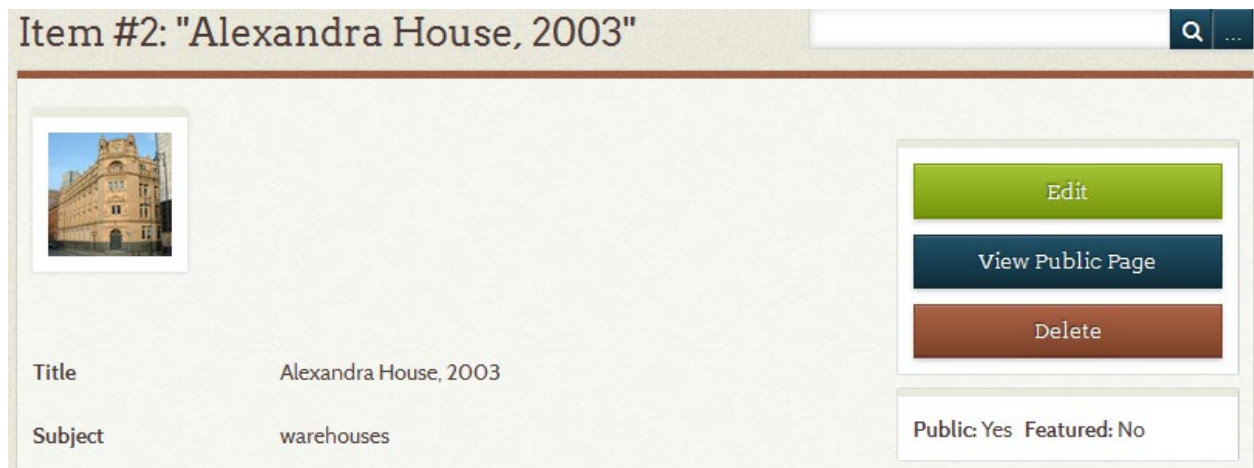 Item #2: "Alexandra House, 2003"
...
Edit
View Public Page
Delete
Title Alexandra House, 2003
Subject warehouses
Public: Yes Featured: No